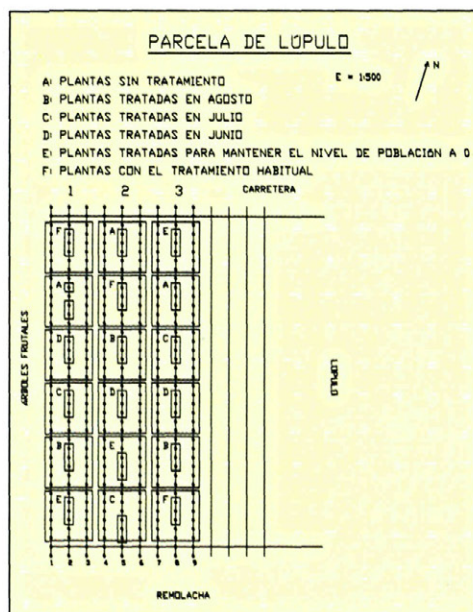 PARCELA DE LÚPULO
E = 1:500
N
A: PLANTAS SIN TRATAMIENTO
B: PLANTAS TRATADAS EN AGOSTO
C: PLANTAS TRATADAS EN JULIO
D: PLANTAS TRATADAS EN JUNIO
E: PLANTAS TRATADAS PARA MANTENER EL NIVEL DE POBLACIÓN A 0
F: PLANTAS CON EL TRATAMIENTO HABITUAL
1 2 3 CARRETERA
F A E
A F A
D B C
C D D
B E B
E C F
ARBOLES FRUTALES
LOPULO
1 2 3 4 5 6 7 8 9
REMOLACHA